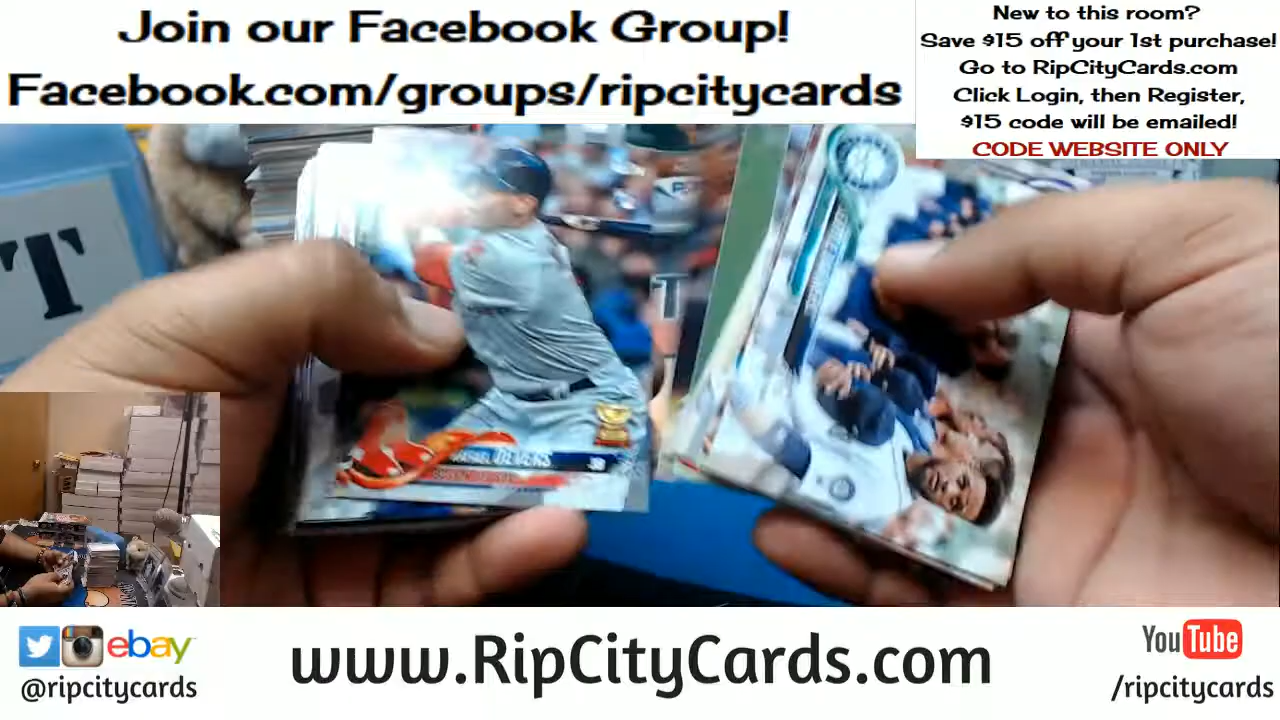 Join our Facebook Group!
Facebook.com/groups/ripcitycards
New to this room?
Save $15 off your 1st purchase!
Go to RipCityCards.com
Click Login, then Register,
$15 code will be emailed!
CODE WEBSITE ONLY
T
DEVERS
ebay
@ripcitycards
www.RipCityCards.com
YouTube
/ripcitycards